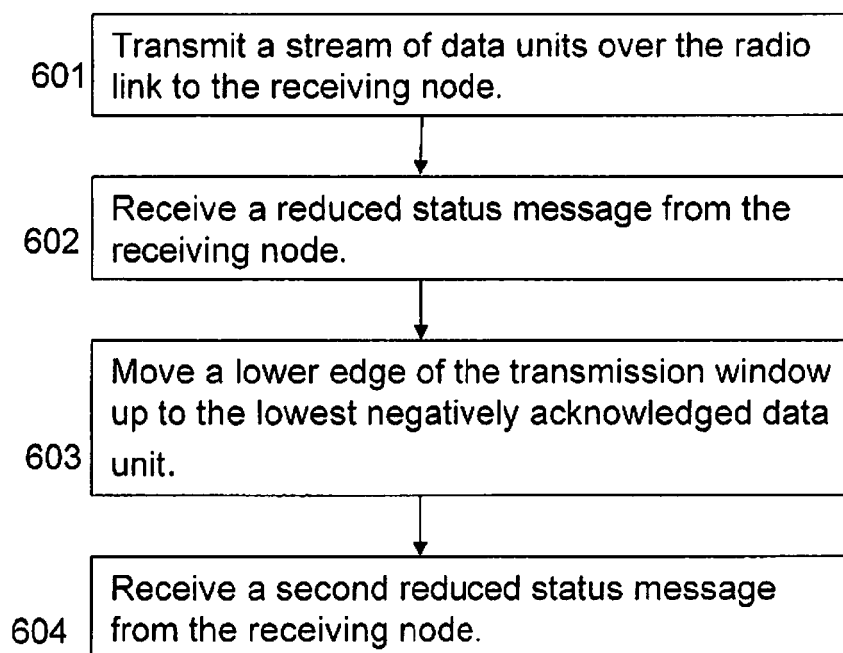 601
Transmit a stream of data units over the radio
link to the receiving node.
602
Receive a reduced status message from the
receiving node.
603
Move a lower edge of the transmission window
up to the lowest negatively acknowledged data
unit.
604
Receive a second reduced status message
from the receiving node.